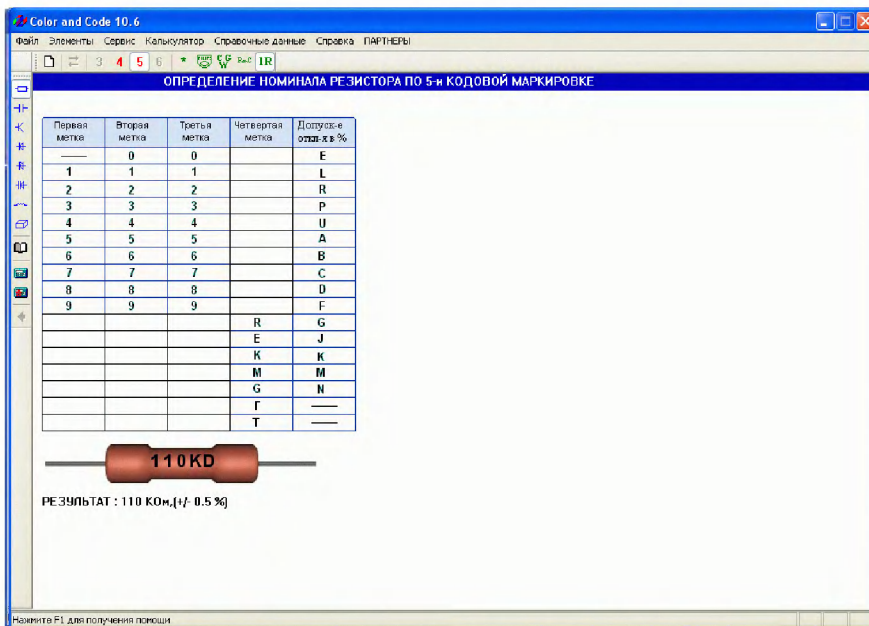 Color and Code 10.6
Файл Элементы Сервис Калькулятор Справочные данные Справка ПАРТНЕРЫ
3 4 5 6 * 1R
ОПРЕДЕЛЕНИЕ НОМИНАЛА РЕЗИСТОРА ПО 5-и КОДОВОЙ МАРКИРОВКЕ
Первая метка Вторая метка Третья метка Четвертая метка Допуск-е откл-я в %
—— 0 0 E
1 1 1 L
2 2 2 R
3 3 3 P
4 4 4 U
5 5 5 A
6 6 6 B
7 7 7 C
8 8 8 D
9 9 9 F
R G
E J
K K
M M
G N
Г ——
T ——
110KD
РЕЗУЛЬТАТ : 110 КОм,(+/- 0.5 %)
Нажмите F1 для получения помощи